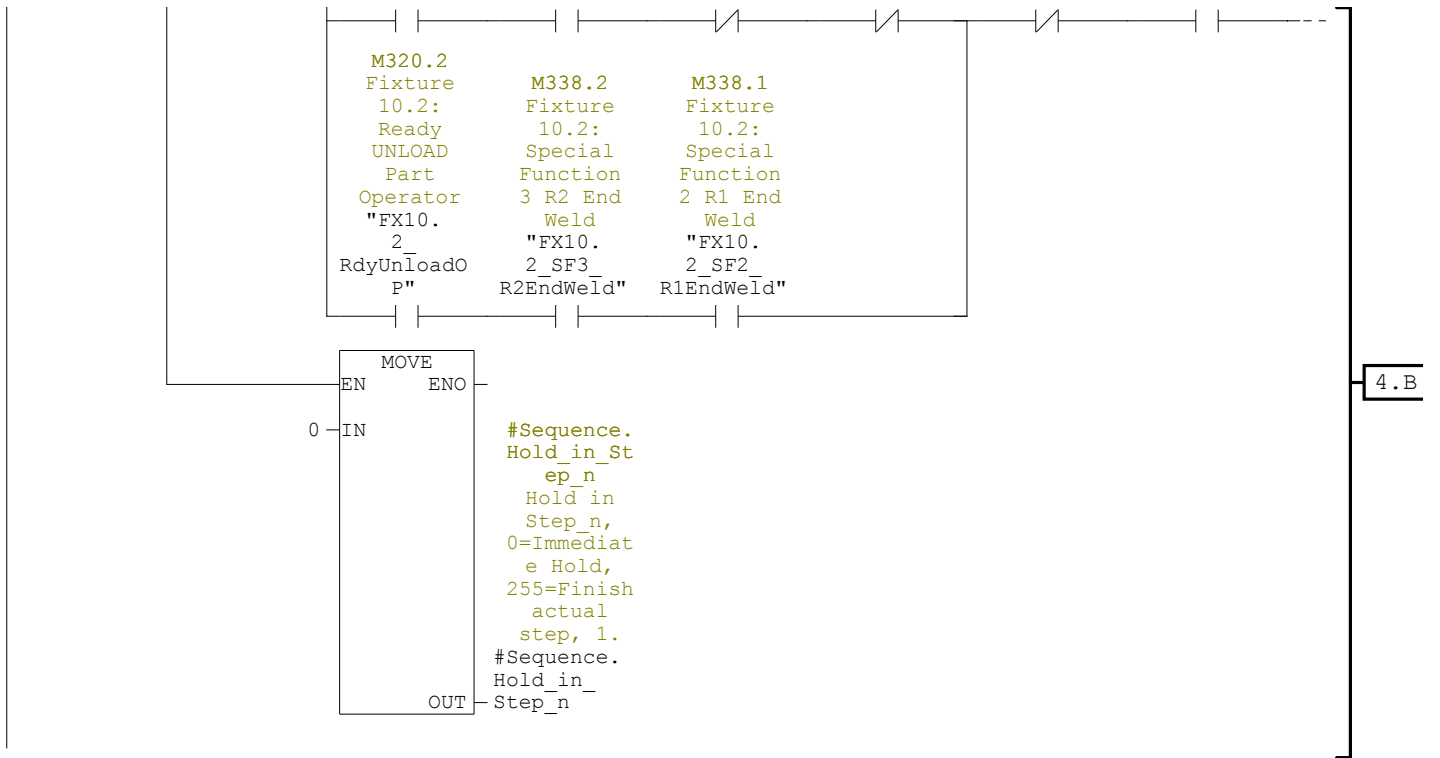 M320.2
Fixture
10.2:
Ready
UNLOAD
Part
Operator
"FX10.
2_
RdyUnloadO
P"
M338.2
Fixture
10.2:
Special
Function
3 R2 End
Weld
"FX10.
2_SF3_
R2EndWeld"
M338.1
Fixture
10.2:
Special
Function
2 R1 End
Weld
"FX10.
2_SF2_
R1EndWeld"
MOVE
EN ENO
0 IN
#Sequence.
Hold_in_St
ep_n
Hold in
Step_n,
0=Immediat
e Hold,
255=Finish
actual
step, 1.
#Sequence.
Hold_in_
OUT Step_n
4.B